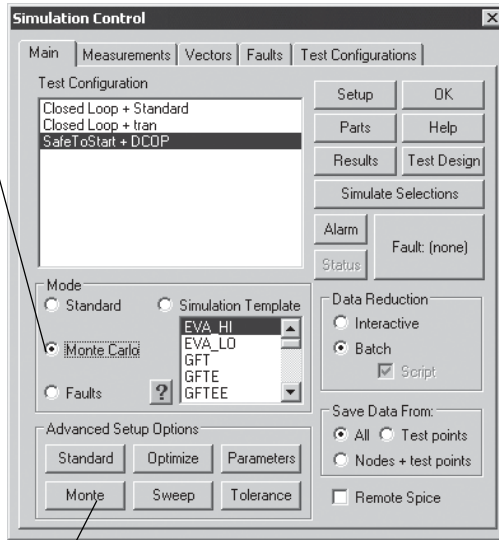 Simulation Control
Main Measurements Vectors Faults Test Configurations
Test Configuration
Closed Loop + Standard
Closed Loop + tran
SafeToStart + DCOP
Setup OK
Parts Help
Results Test Design
Simulate Selections
Alarm
Status
Fault: (none)
Mode
Standard
Simulation Template
Monte Carlo
Faults
?
EVA_HI
EVA_LO
GFT
GFTE
GFTEE
Data Reduction
Interactive
Batch
Script
Advanced Setup Options
Standard Optimize Parameters
Monte Sweep Tolerance
Save Data From:
All Test points
Nodes + test points
Remote Spice